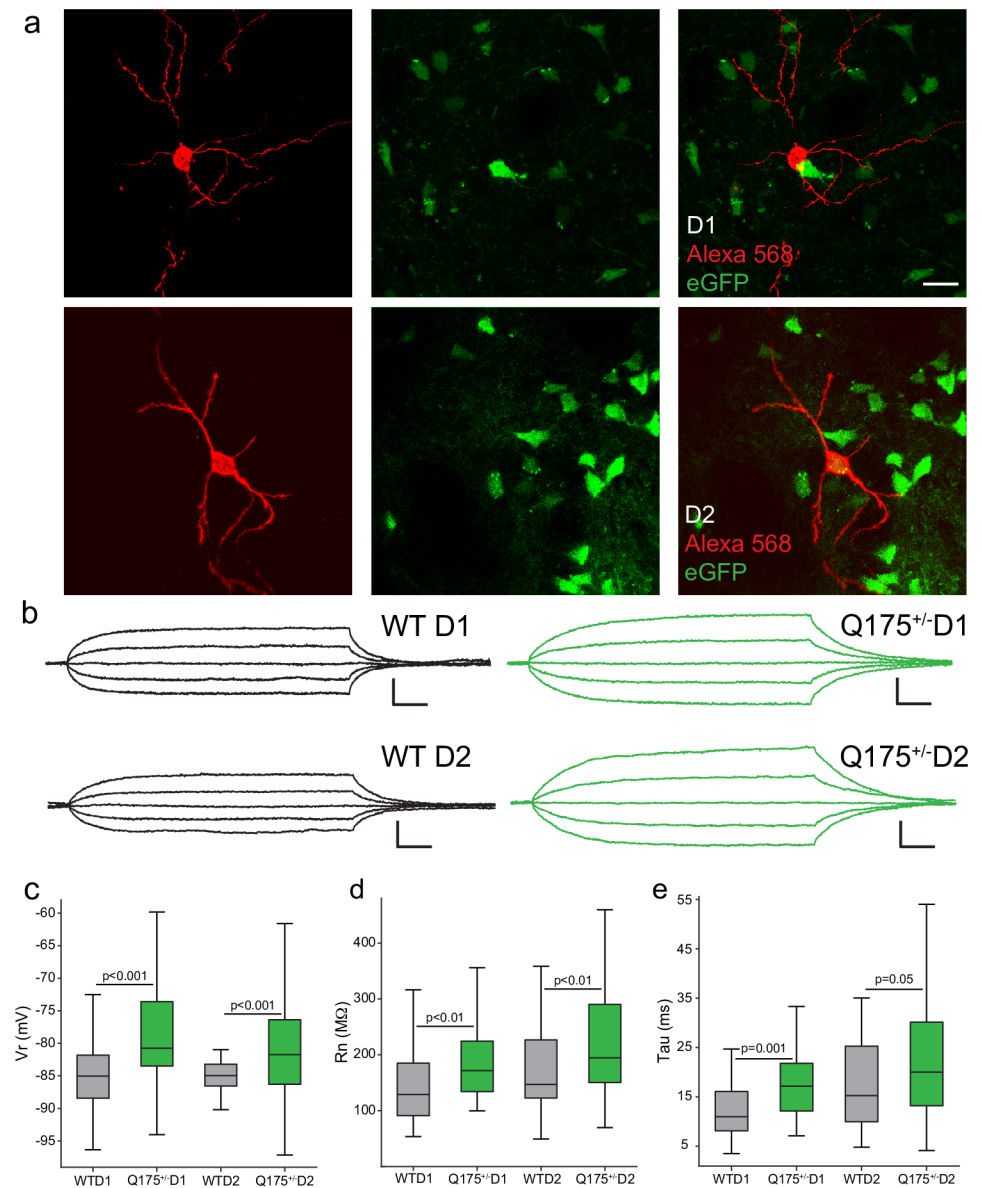 a
D1
Alexa 568
eGFP
D2
Alexa 568
eGFP
b
WT D1
Q175+/-D1
WT D2
Q175+/-D2
c
Vr (mV)
-60
-65
-70
-75
-80
-85
-90
-95
p<0.001
p<0.001
WTD1
Q175+/-D1
WTD2
Q175+/-D2
d
Rn (MΩ)
400
300
200
100
p<0.01
p<0.01
WTD1
Q175+/-D1
WTD2
Q175+/-D2
e
Tau (ms)
55
45
35
25
15
5
p=0.001
p=0.05
WTD1
Q175+/-D1
WTD2
Q175+/-D2